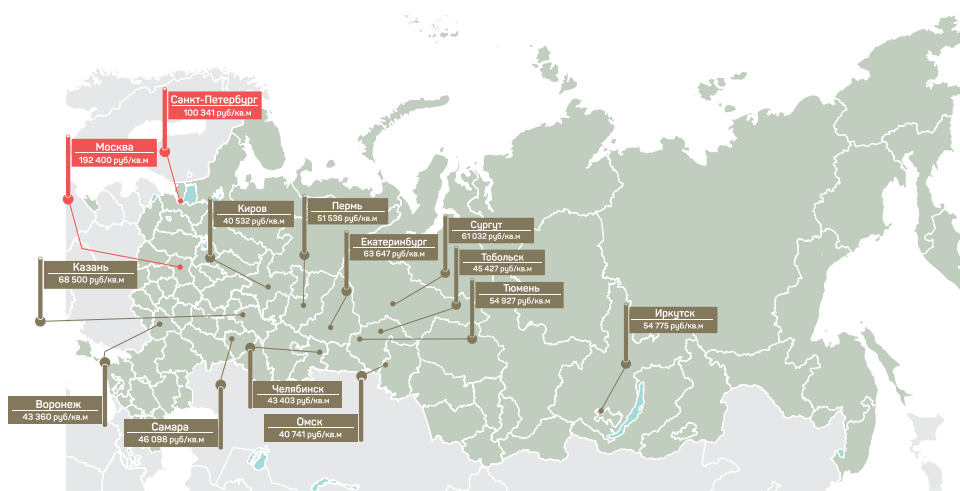 Санкт-Петербург
100 341 руб/кв.м
Москва
192 400 руб/кв.м
Киров
40 532 руб/кв.м
Пермь
51 536 руб/кв.м
Екатеринбург
63 647 руб/кв.м
Сургут
61 032 руб/кв.м
Тобольск
45 427 руб/кв.м
Казань
68 500 руб/кв.м
Тюмень
54 927 руб/кв.м
Иркутск
54 775 руб/кв.м
Челябинск
43 403 руб/кв.м
Воронеж
43 360 руб/кв.м
Самара
46 098 руб/кв.м
Омск
40 741 руб/кв.м